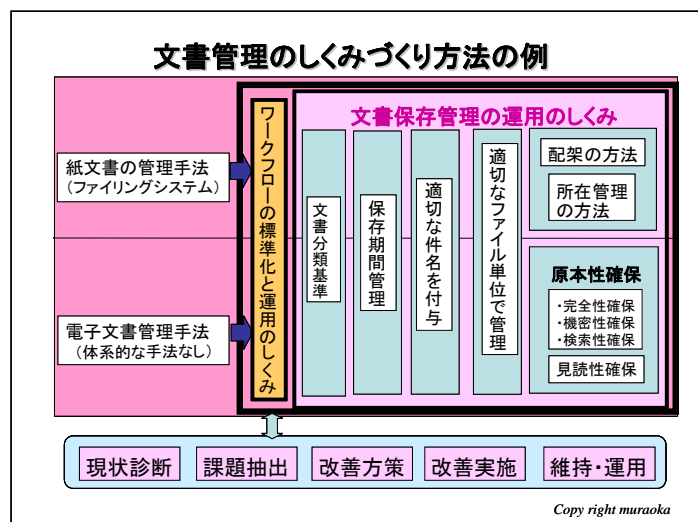 文書管理のしくみづくり方法の例
紙文書の管理手法
（ファイリングシステム）
電子文書管理手法
（体系的な手法なし）
ワークフローの標準化と運用のしくみ
文書保存管理の運用のしくみ
文書分類基準
保存期間管理
適切な件名を付与
適切なファイル単位で管理
配架の方法
所在管理
の方法
原本性確保
・完全性確保
・機密性確保
・検索性確保
見読性確保
現状診断
課題抽出
改善方策
改善実施
維持・運用
Copy right muraoka